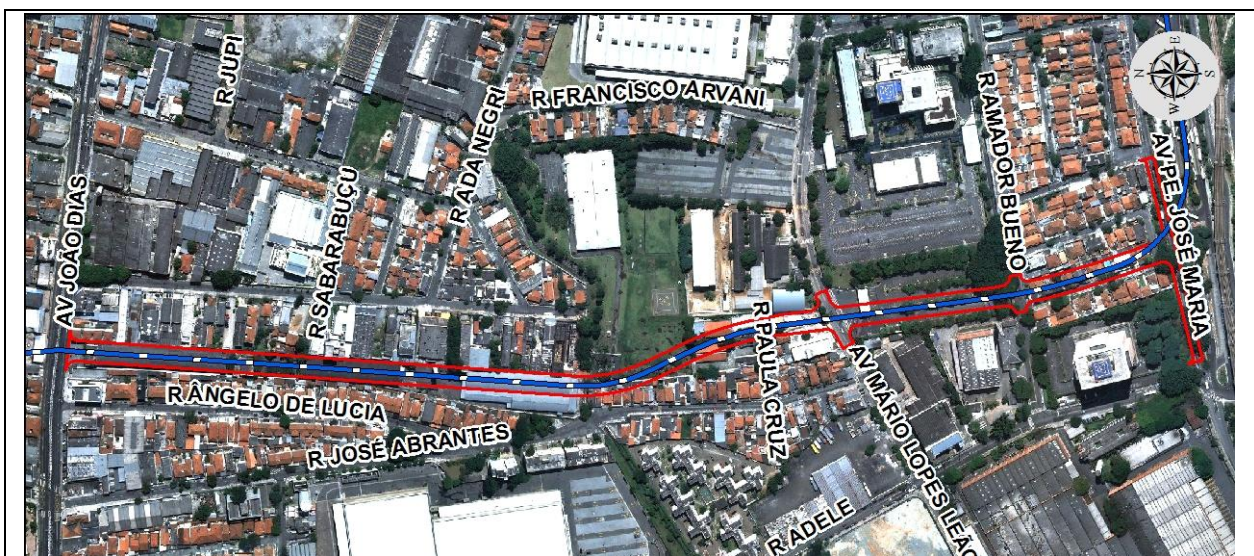 R JUPI
AV JOÃO DIAS
R SABARABUÇU
R ADA NEGRI
R FRANCISCO ARVANI
R AMADOR BUENO
AV PE. JOSÉ MARIA
N
E
S
W
R PAULA CRUZ
AV MÁRIO LOPES LEÃO
R ÂNGELO DE LUCIA
R JOSÉ ABRANTES
R ADELE